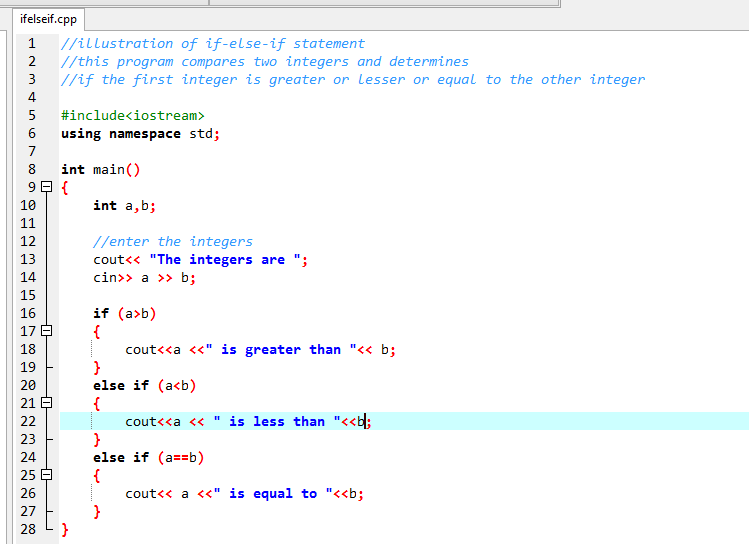 ifelseif.cpp
1 //illustration of if-else-if statement
2 //this program compares two integers and determines
3 //if the first integer is greater or lesser or equal to the other integer
4
5 #include<iostream>
6 using namespace std;
7
8 int main()
9 {
10 int a,b;
11
12 //enter the integers
13 cout<< "The integers are ";
14 cin>> a >> b;
15
16 if (a>b)
17 {
18 cout<<a <<" is greater than "<< b;
19 }
20 else if (a<b)
21 {
22 cout<<a << " is less than "<<b;
23 }
24 else if (a==b)
25 {
26 cout<< a <<" is equal to "<<b;
27 }
28 }